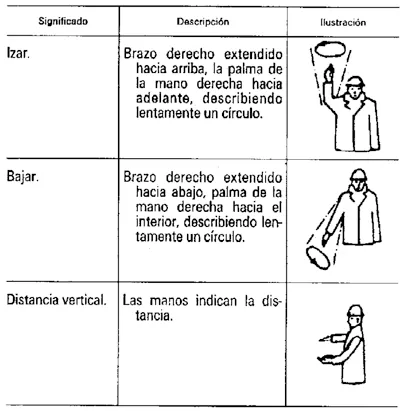 Significado Descripción Ilustración
Izar. Brazo derecho extendido
hacia arriba, la palma de
la mano derecha hacia
adelante, describiendo
lentamente un círculo.
Bajar. Brazo derecho extendido
hacia abajo, palma de la
mano derecha hacia el
interior, describiendo len-
tamente un círculo.
Distancia vertical. Las manos indican la dis-
tancia.